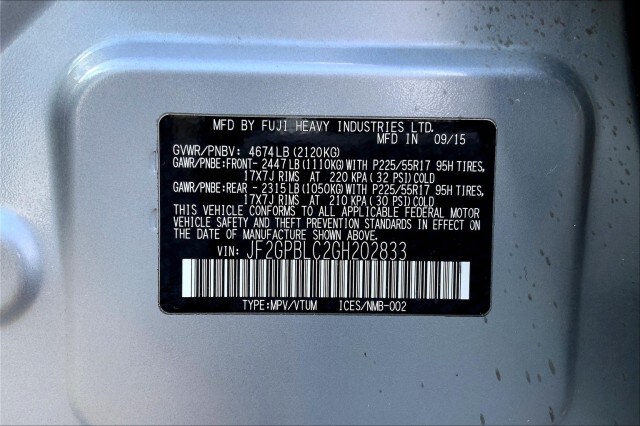 MFD BY FUJI HEAVY INDUSTRIES LTD.
MFD IN 09/15
GVWR/PNBV: 4674LB(2120KG)
GAWR/PNBE:FRONT- 2447LB(1110KG)WITH P225/55R17 95H TIRES,
17X7J RIMS AT 220 KPA(32 PSI)COLD
GAWR/PNBE:REAR - 2315LB(1050KG)WITH P225/55R17 95H TIRES,
17X7J RIMS AT 210 KPA(30 PSI)COLD
THIS VEHICLE CONFORMS TO ALL APPLICABLE FEDERAL MOTOR
VEHICLE SAFETY AND THEFT PREVENTION STANDARDS IN EFFECT ON
THE DATE OF MANUFACTURE SHOWN ABOVE.
VIN: JF2GPBLC2GH202833
TYPE:MPV/VTUM ICES/NMB-002